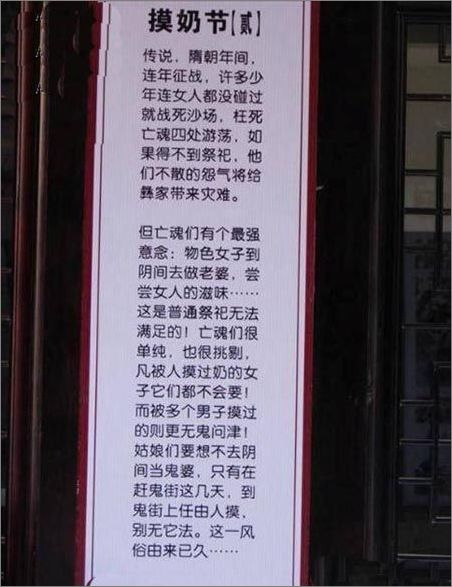 摸奶节【贰】
传说，隋朝年间，
连年征战，许多少
年连女人都没碰过
就战死沙场，枉死
亡魂四处游荡，如
果得不到祭祀，他
们不散的怨气将给
彝家带来灾难。
但亡魂们有个最强
意念：物色女子到
阴间去做老婆，尝
尝女人的滋味……
这是普通祭祀无法
满足的！亡魂们很
单纯，也很挑剔，
凡被人摸过奶的女
子它们都不会要！
而被多个男子摸过
的则更无鬼问津！
姑娘们要想不去阴
间当鬼婆，只有在
赶鬼街这几天，到
鬼街上任由人摸，
别无它法。这一风
俗由来已久……